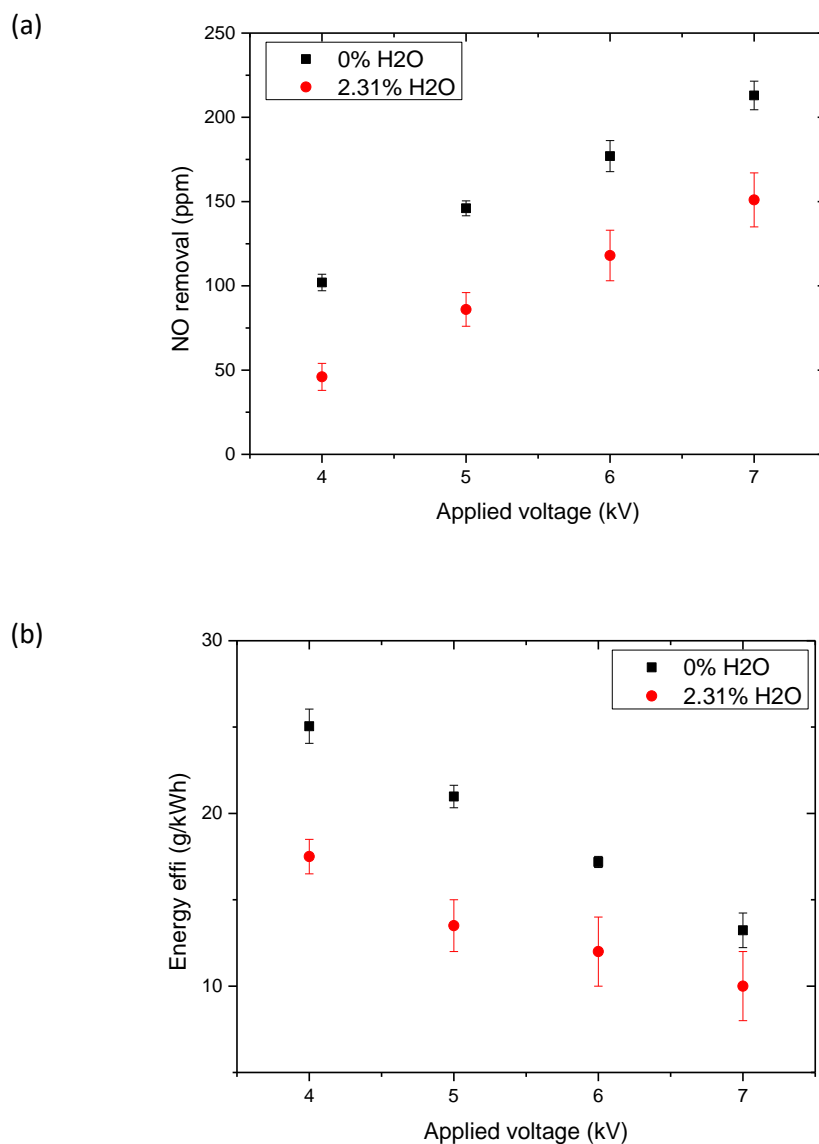 (a)
250
200
150
100
50
0
NO removal (ppm)
0% H2O
2.31% H2O
4 5 6 7
Applied voltage (kV)
(b)
30
20
10
Energy effi (g/kWh)
0% H2O
2.31% H2O
4 5 6 7
Applied voltage (kV)